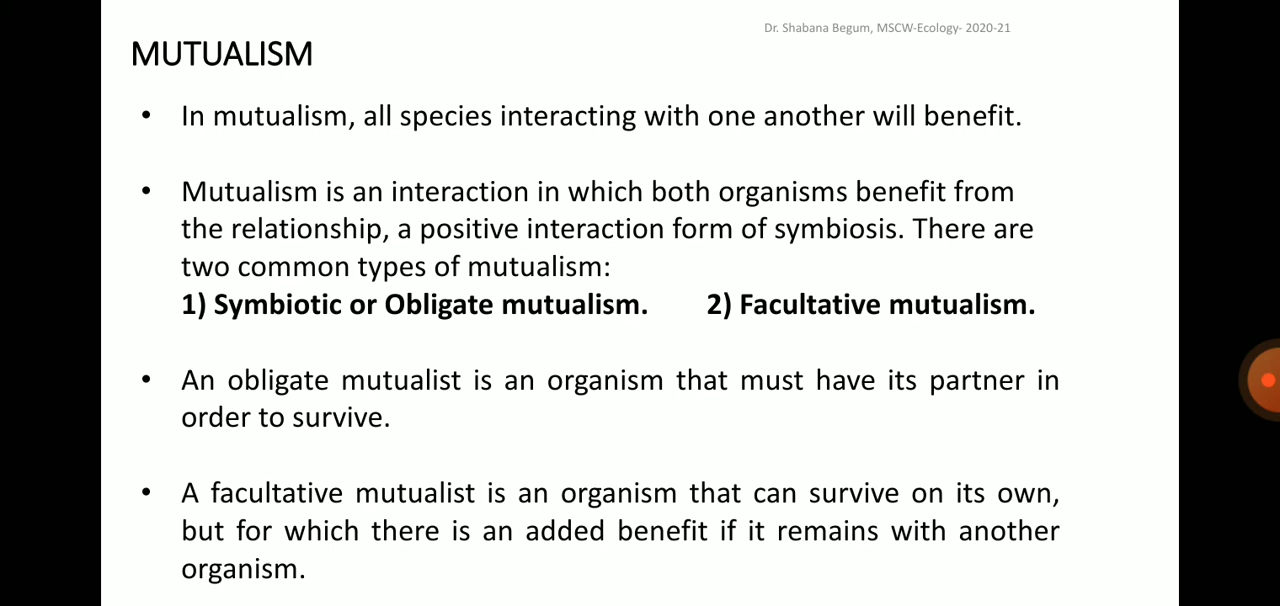 Dr. Shabana Begum, MSCW-Ecology- 2020-21
MUTUALISM
• In mutualism, all species interacting with one another will benefit.
• Mutualism is an interaction in which both organisms benefit from
the relationship, a positive interaction form of symbiosis. There are
two common types of mutualism:
1) Symbiotic or Obligate mutualism. 2) Facultative mutualism.
• An obligate mutualist is an organism that must have its partner in
order to survive.
• A facultative mutualist is an organism that can survive on its own,
but for which there is an added benefit if it remains with another
organism.